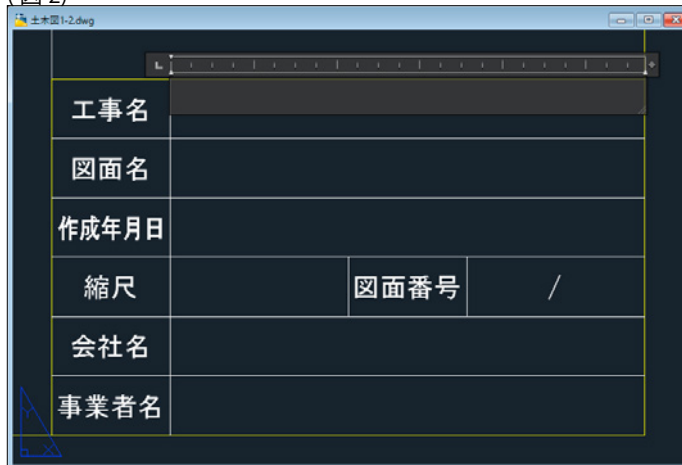 (図 2)
土木図1-2.dwg
工事名
図面名
作成年月日
縮尺 図面番号 /
会社名
事業者名
Y
X